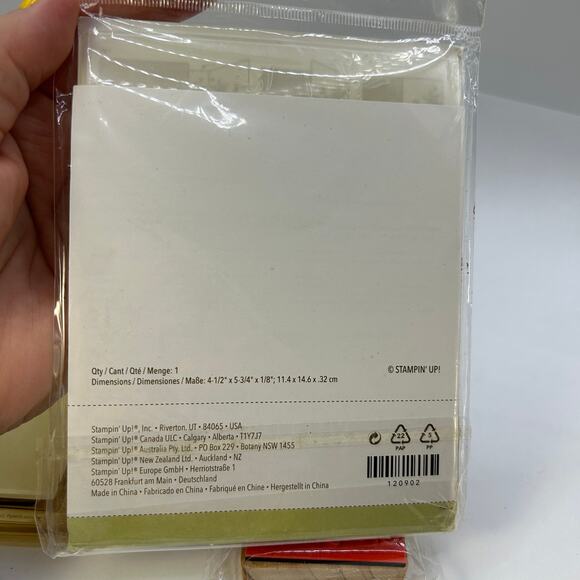 Qty / Cant / Qté / Menge: 1
Dimensions / Dimensiones / Maße: 4-1/2" x 5-3/4" x 1/8"; 11.4 x 14.6 x .32 cm
© STAMPIN' UP!
Stampin' Up!®, Inc. • Riverton, UT • 84065 • USA
Stampin' Up!® Canada ULC • Calgary • Alberta • T1Y7J7
Stampin' Up!® Australia Pty. Ltd. • PO Box 229 • Botany NSW 1455
Stampin' Up!® New Zealand Ltd. • Auckland • NZ
Stampin' Up!® Europe GmbH • Herriotstraße 1
60528 Frankfurt am Main • Deutschland
Made in China • Fabricado en China • Fabriqué en Chine • Hergestellt in China
22
PAP
5
PP
120902